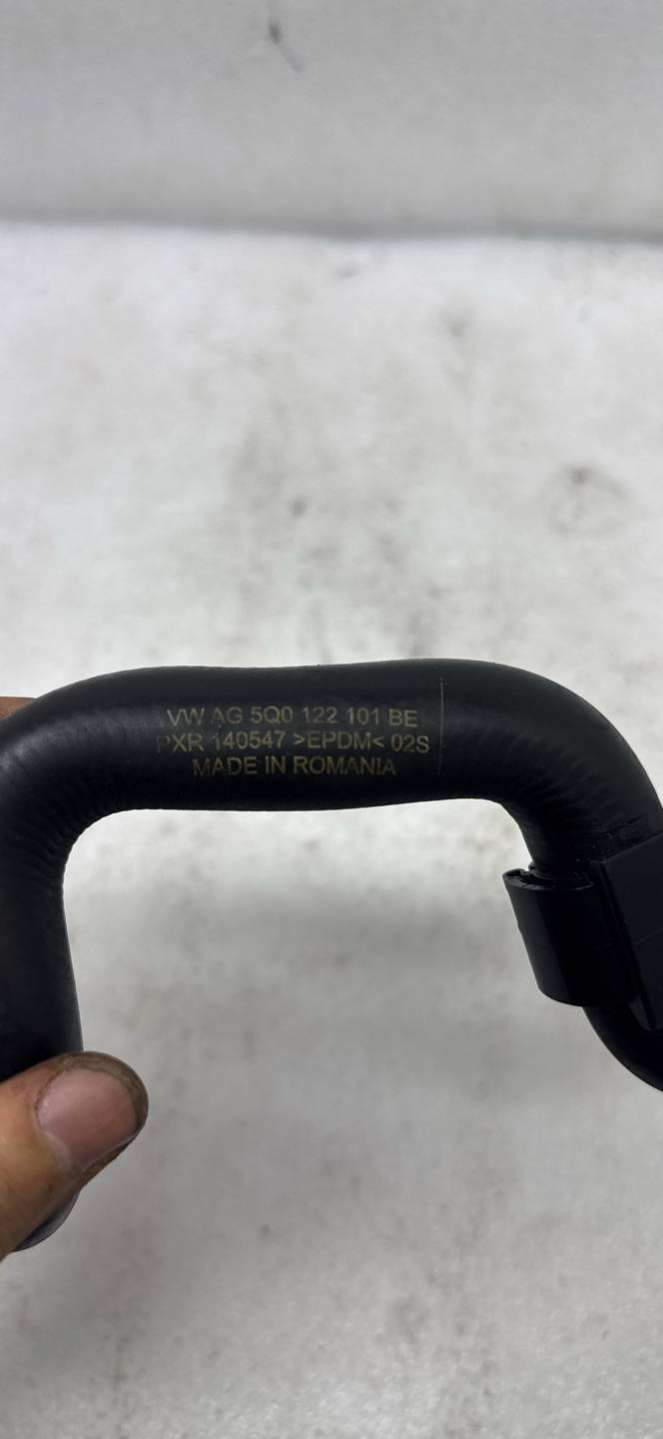 VW AG 5Q0 122 101 BE
PXR 140547 >EPDM< 02S
MADE IN ROMANIA